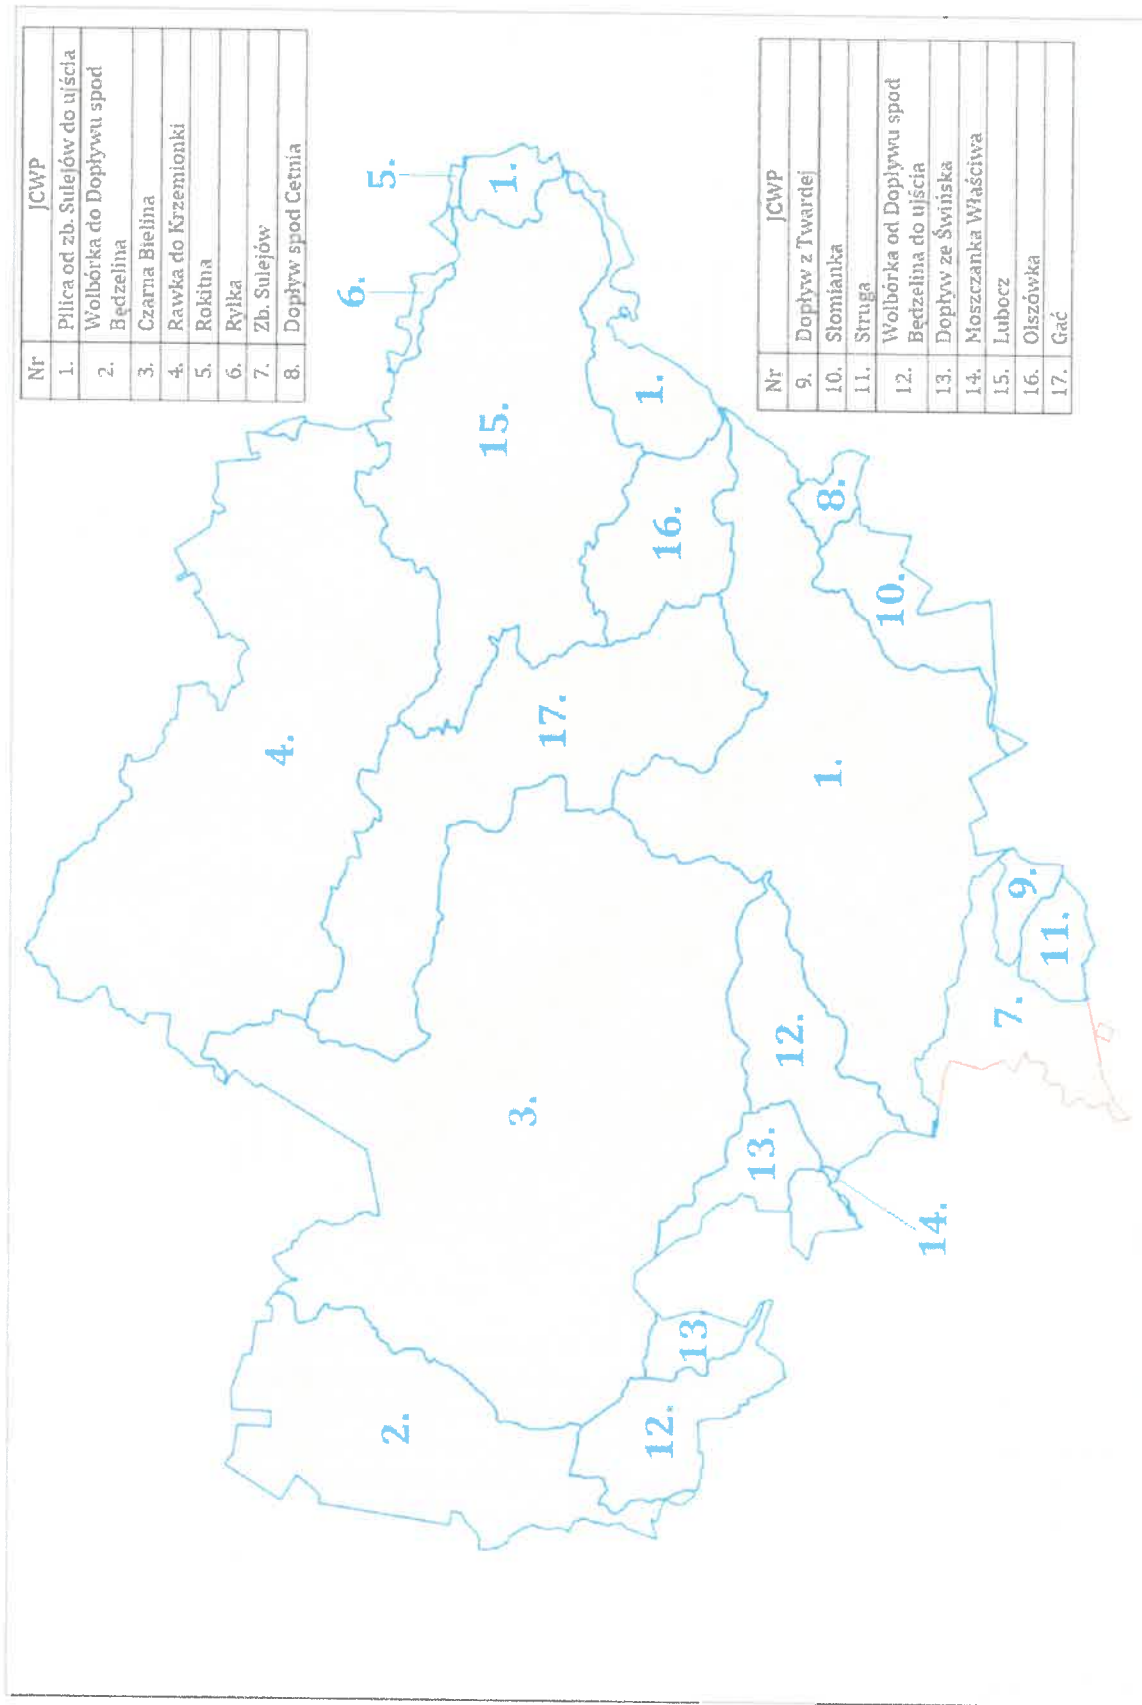 Nr JCWP
1. Pilica od zb. Sulejów do ujścia
2. Wolbórka do Dopływu spod
Będzelina
3. Czarna Bielina
4. Rawka do Krzemionki
5. Rokitna
6. Rylka
7. Zb. Sulejów
8. Dopływ spod Cetnia
Nr JCWP
9. Dopływ z Twardej
10. Słomianka
11. Struga
12. Wolbórka od Dopływu spod
Będzelina do ujścia
13. Dopływ ze Świńska
14. Moszczanka Właściwa
15. Lubocz
16. Olszówka
17. Gać
4.
6.
5.
1.
15.
2.
3.
17.
16.
1.
12.
13
13.
12.
1.
10.
8.
14.
7.
11.
9.